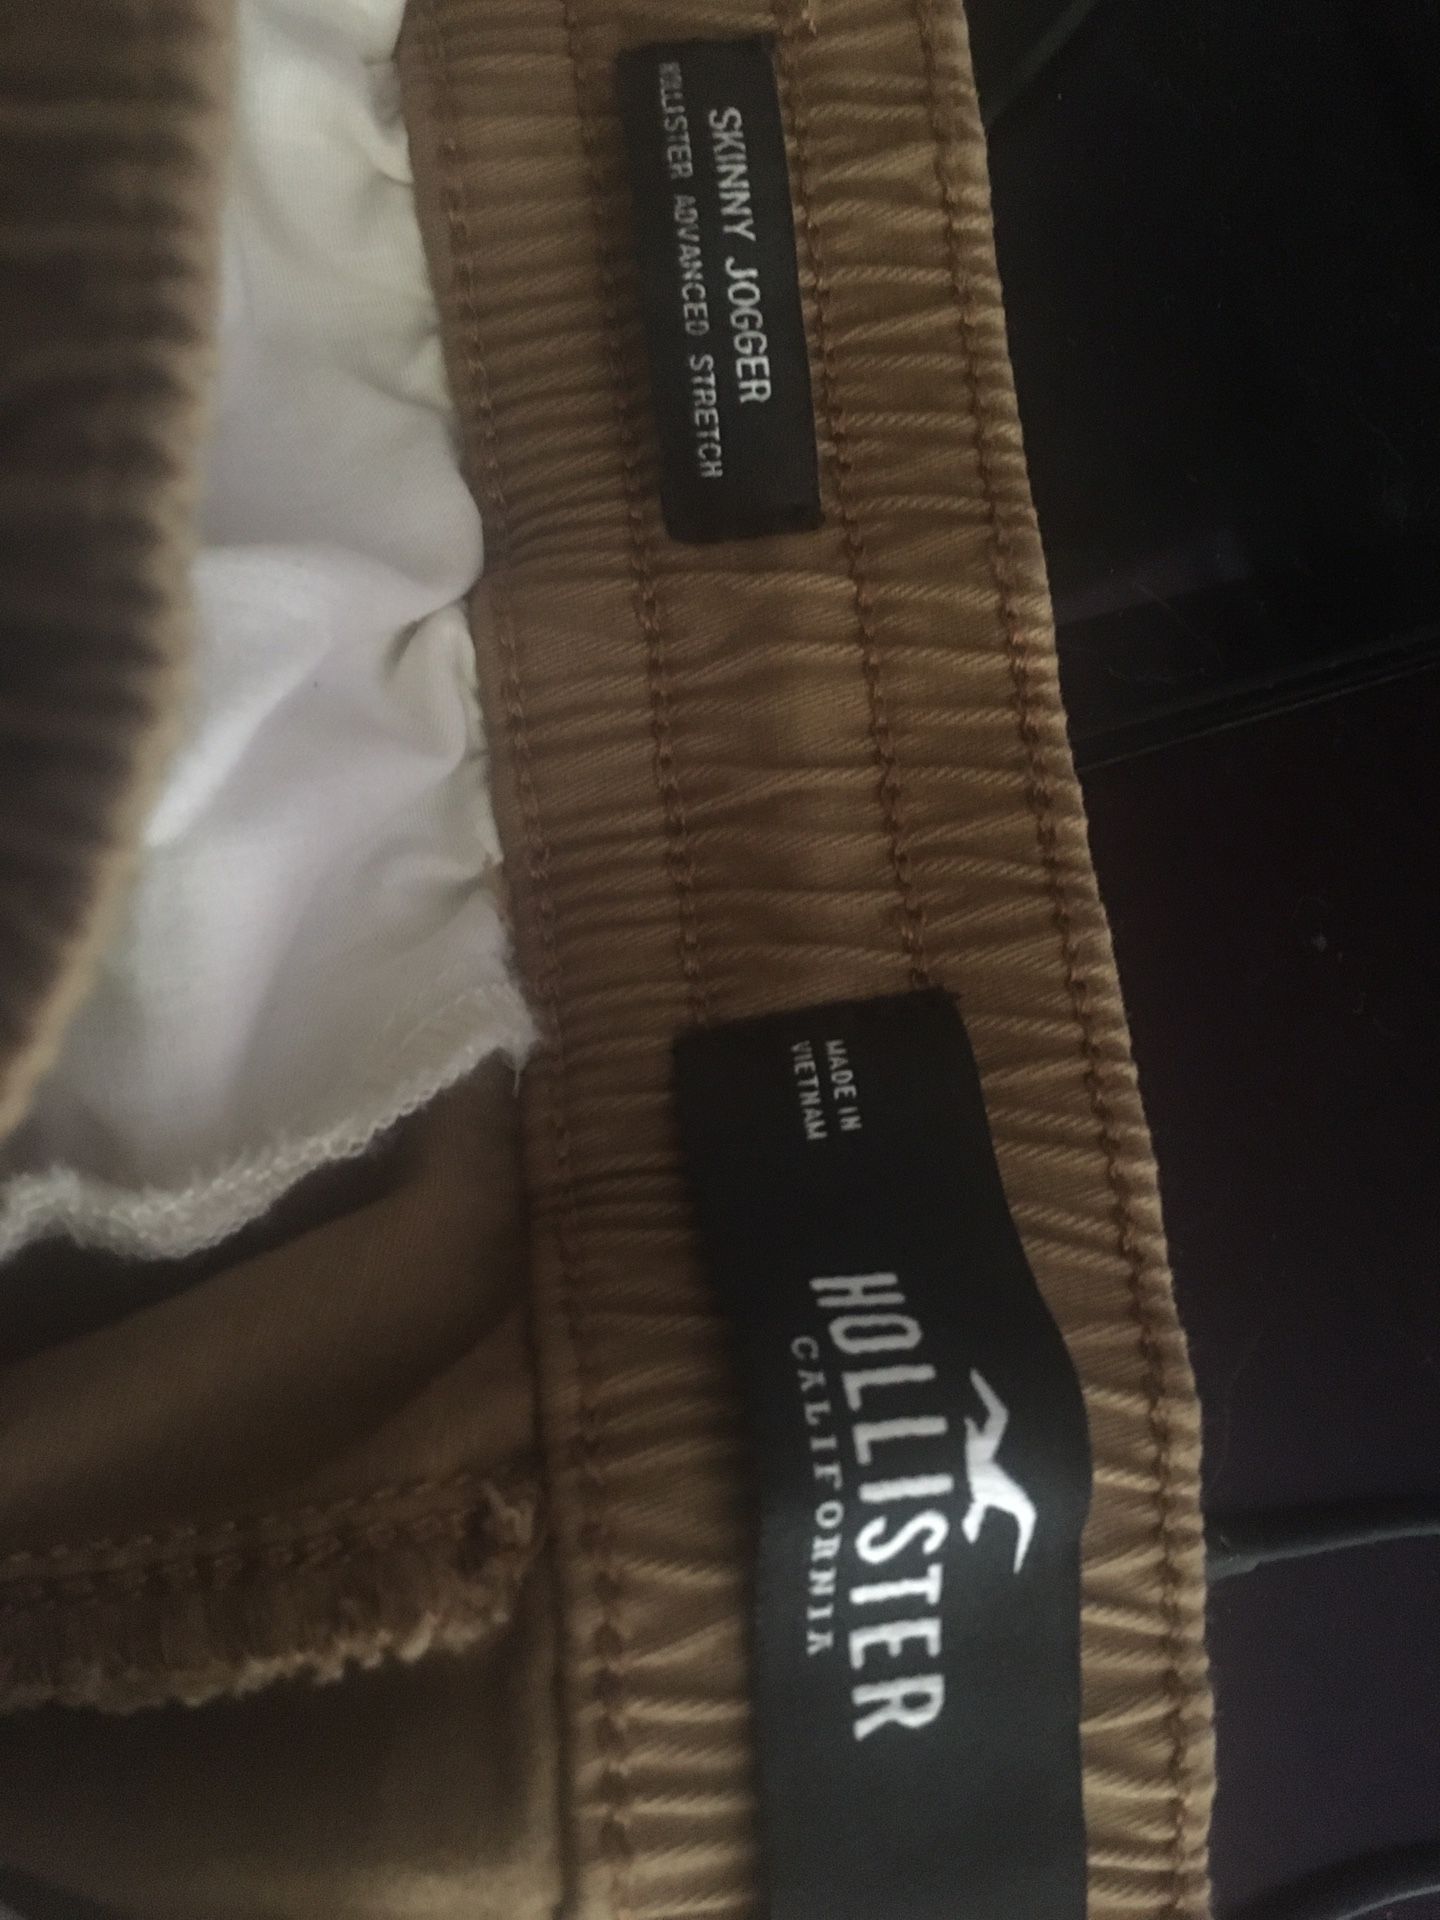 SKINNY JOGGER
HOLLISTER ADVANCED STRETCH
MADE IN
VIETNAM
HOLLISTER
CALIFORNIA